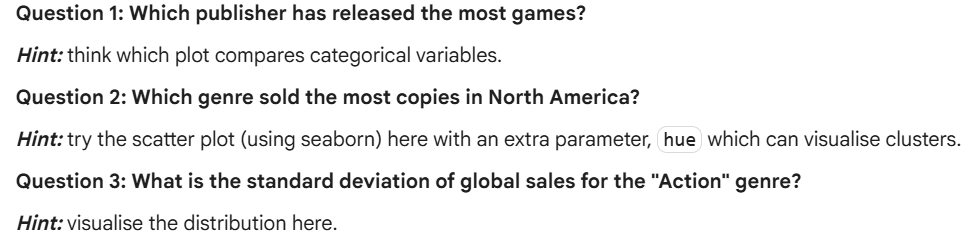 Question 1: Which publisher has released the most games?
Hint: think which plot compares categorical variables.
Question 2: Which genre sold the most copies in North America?
Hint: try the scatter plot (using seaborn) here with an extra parameter, hue which can visualise clusters.
Question 3: What is the standard deviation of global sales for the "Action" genre?
Hint: visualise the distribution here.